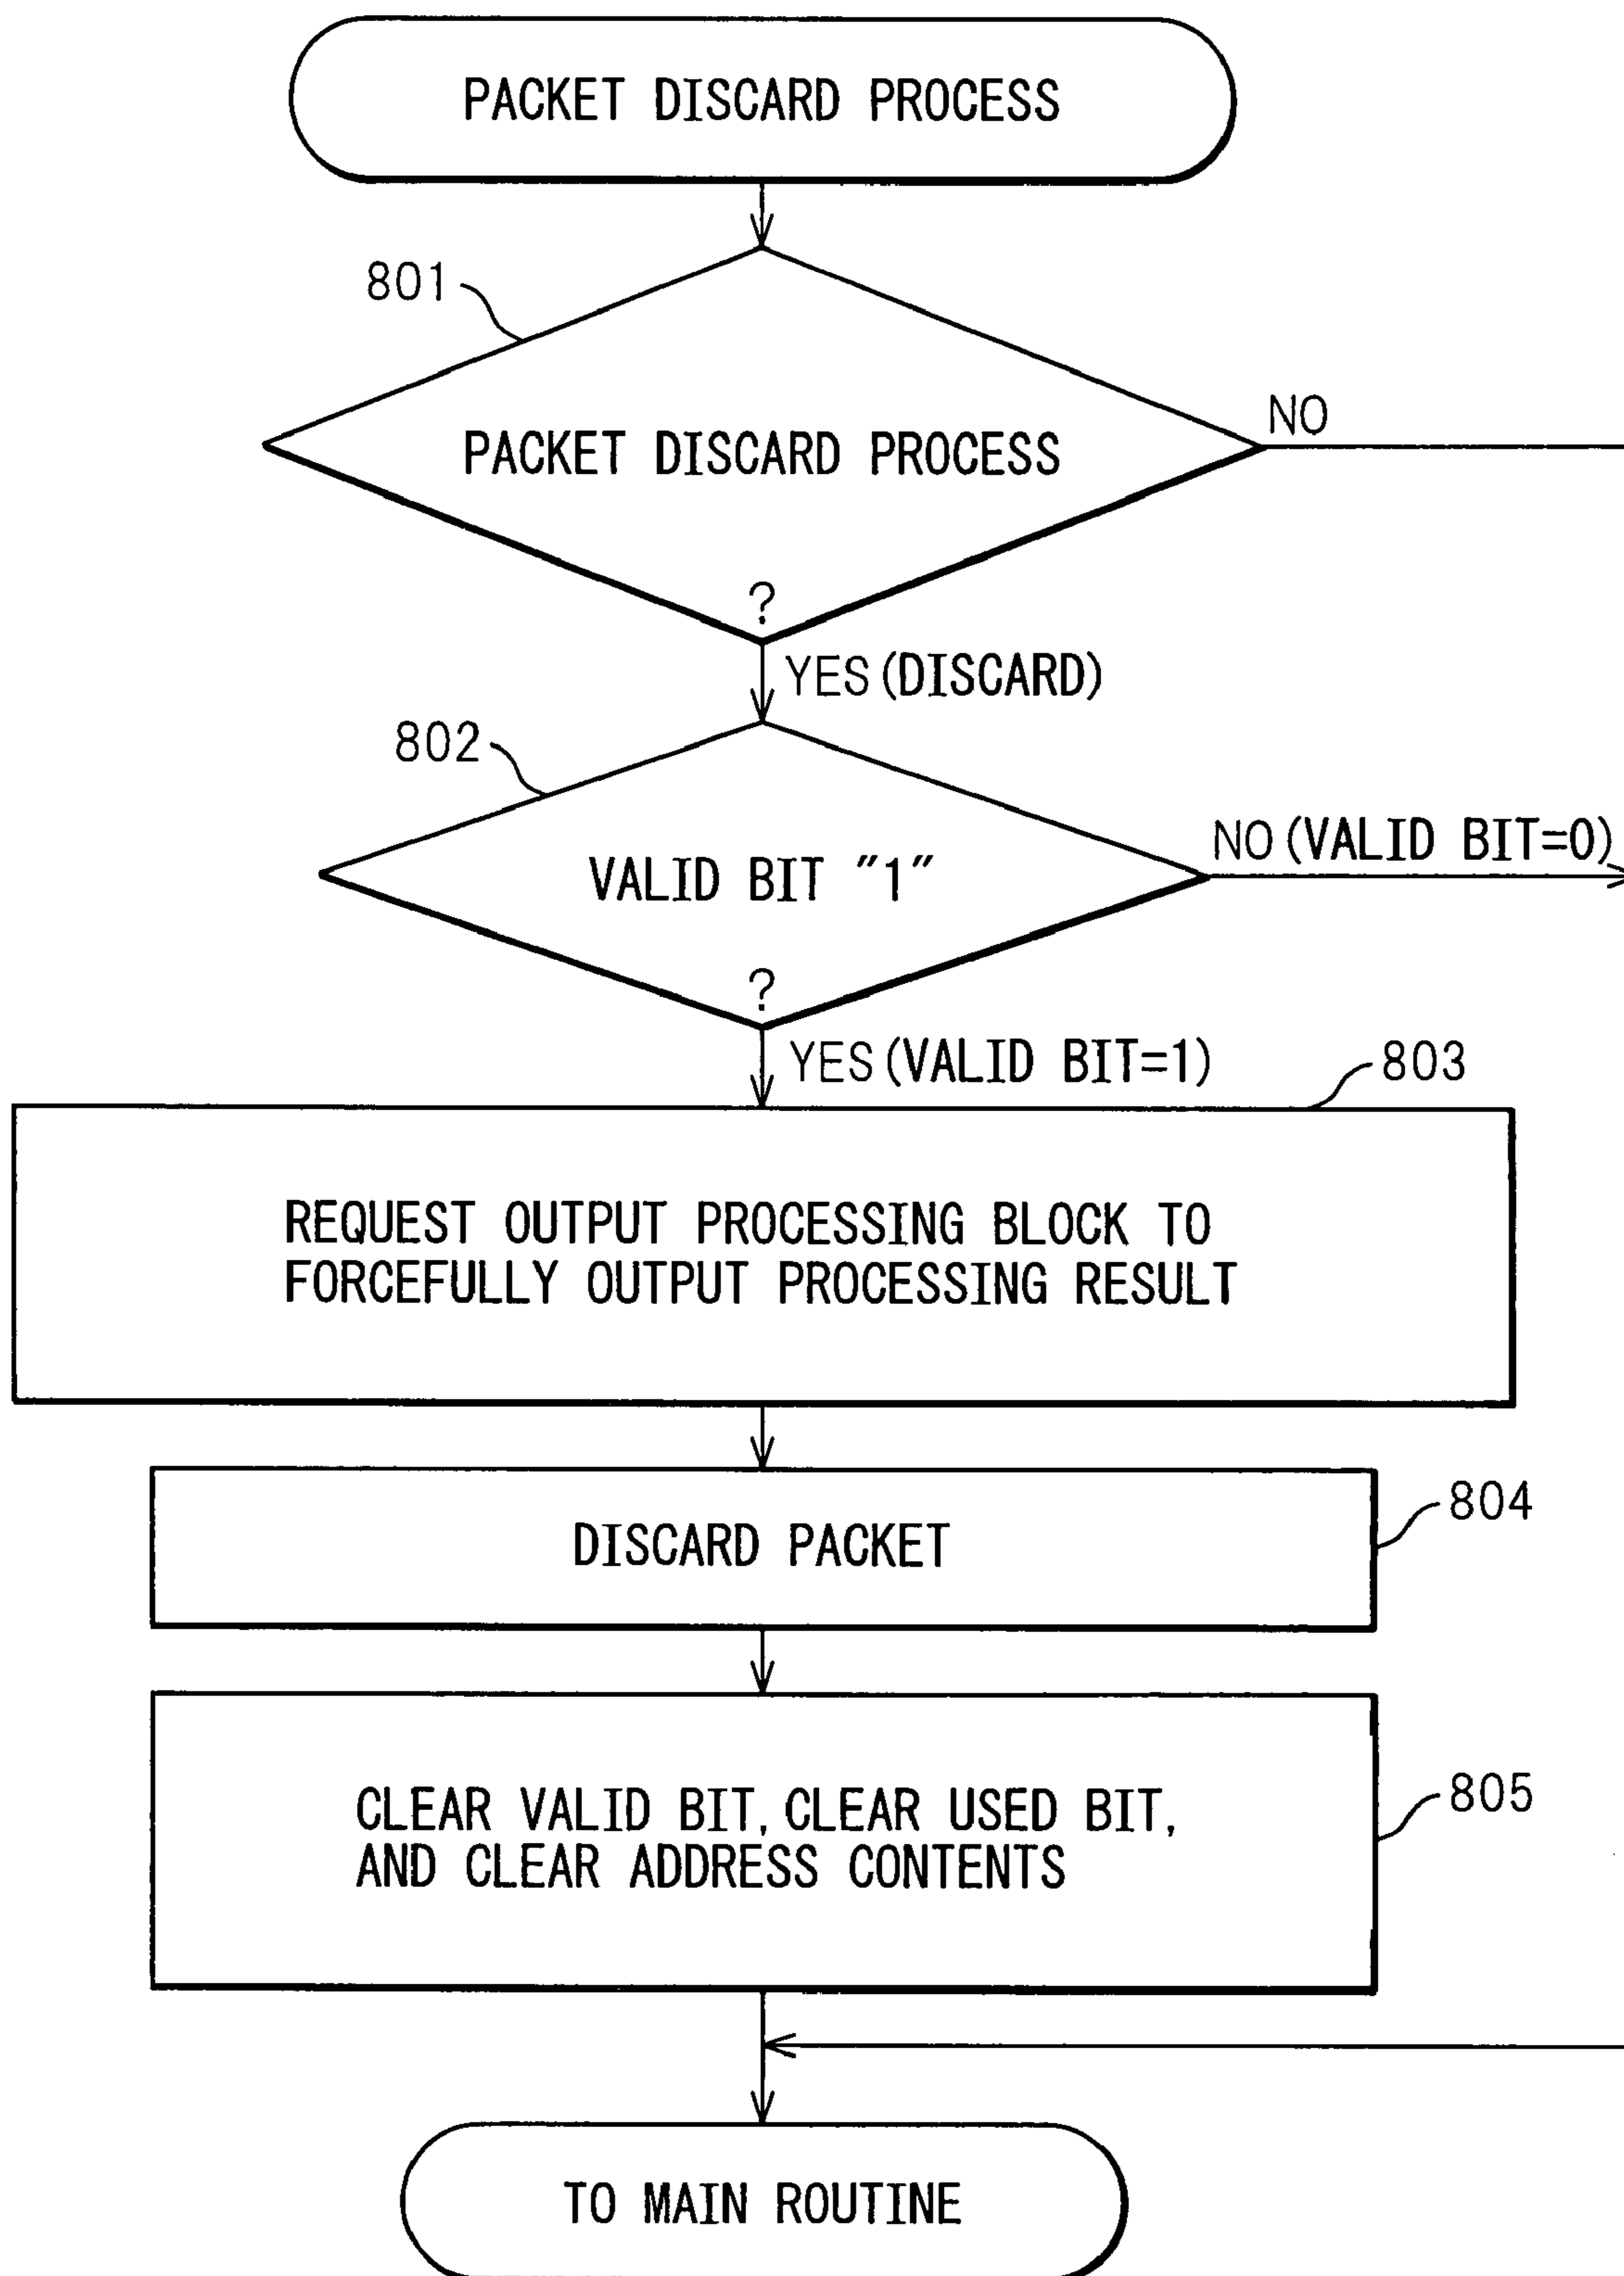 PACKET DISCARD PROCESS
801
PACKET DISCARD PROCESS
NO
?
YES (DISCARD)
802
VALID BIT "1"
NO (VALID BIT=0)
?
YES (VALID BIT=1)
803
REQUEST OUTPUT PROCESSING BLOCK TO
FORCEFULLY OUTPUT PROCESSING RESULT
DISCARD PACKET
804
CLEAR VALID BIT, CLEAR USED BIT,
AND CLEAR ADDRESS CONTENTS
805
TO MAIN ROUTINE